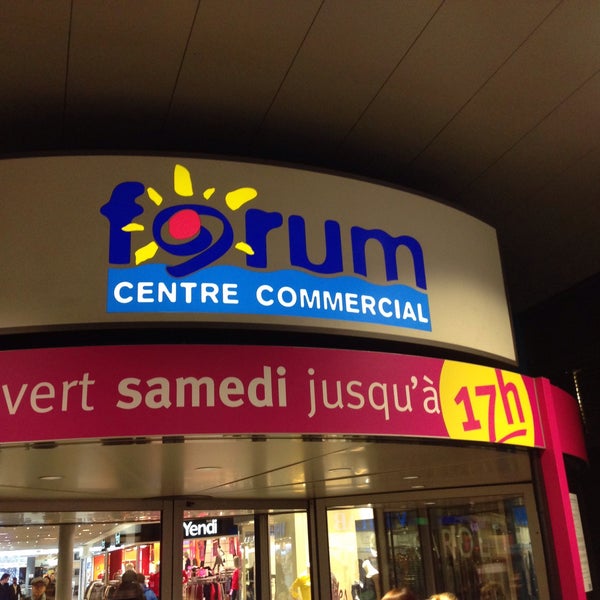 forum
CENTRE COMMERCIAL
vert samedi jusqu'à 17h
Yendi